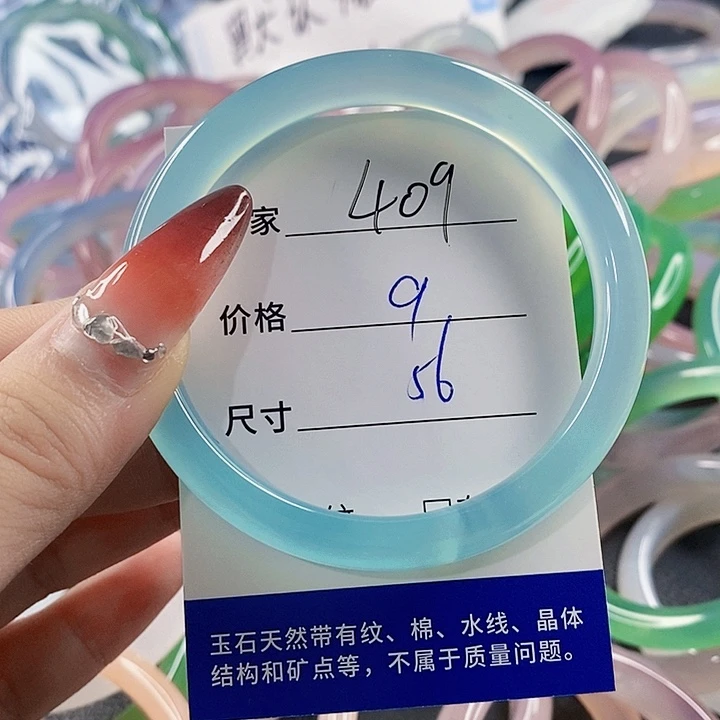 家 409
价格 9
尺寸 56
玉石天然带有纹、棉、水线、晶体
结构和矿点等，不属于质量问题。